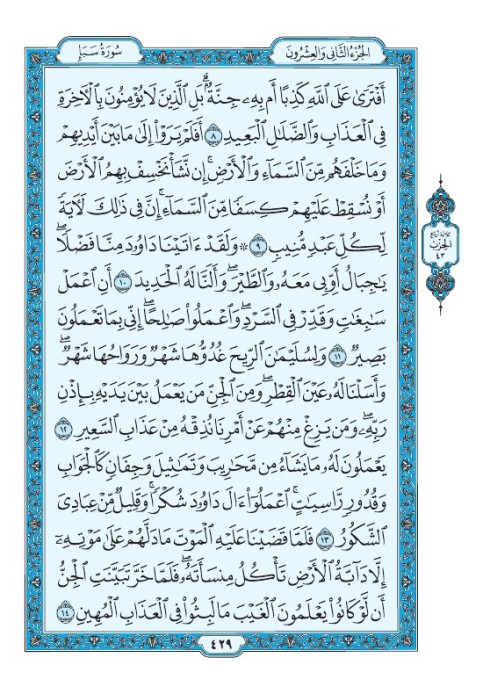 الجزء الثاني والعشرون
سورة سبإ
أَفْتَرَىٰ عَلَى ٱللَّهِ كَذِبًا أَم بِهِۦ جِنَّةٌۢ ۗ بَلِ ٱلَّذِينَ لَا يُؤْمِنُونَ بِٱلْأَخِرَةِ
فِى ٱلْعَذَابِ وَٱلضَّلَـٰلِ ٱلْبَعِيدِ ٨ أَفَلَمْ يَرَوْا۟ إِلَىٰ مَا بَيْنَ أَيْدِيهِمْ
وَمَا خَلْفَهُم مِّنَ ٱلسَّمَآءِ وَٱلْأَرْضِ ۚ إِن نَّشَأْ نَخْسِفْ بِهِمُ ٱلْأَرْضَ
أَوْ نُسْقِطْ عَلَيْهِمْ كِسَفًا مِّنَ ٱلسَّمَآءِ ۚ إِنَّ فِى ذَٰلِكَ لَـَٔايَةً
لِّكُلِّ عَبْدٍ مُّنِيبٍ ٩ ۞ وَلَقَدْ ءَاتَيْنَا دَاوُۥدَ مِنَّا فَضْلًا ۖ
يَـٰجِبَالُ أَوِّبِى مَعَهُۥ وَٱلطَّيْرَ ۖ وَأَلَنَّا لَهُ ٱلْحَدِيدَ ١٠ أَنِ ٱعْمَلْ
سَـٰبِغَـٰتٍ وَقَدِّرْ فِى ٱلسَّرْدِ ۖ وَٱعْمَلُوا۟ صَـٰلِحًا ۖ إِنِّى بِمَا تَعْمَلُونَ
بَصِيرٌ ١١ وَلِسُلَيْمَـٰنَ ٱلرِّيحَ غُدُوُّهَا شَهْرٌ وَرَوَاحُهَا شَهْرٌ ۖ
وَأَسَلْنَا لَهُۥ عَيْنَ ٱلْقِطْرِ ۖ وَمِنَ ٱلْجِنِّ مَن يَعْمَلُ بَيْنَ يَدَيْهِ بِإِذْنِ
رَبِّهِۦ ۖ وَمَن يَزِغْ مِنْهُمْ عَنْ أَمْرِنَا نُذِقْهُ مِنْ عَذَابِ ٱلسَّعِيرِ ١٢
يَعْمَلُونَ لَهُۥ مَا يَشَآءُ مِن مَّحَـٰرِيبَ وَتَمَـٰثِيلَ وَجِفَانٍ كَٱلْجَوَابِ
وَقُدُورٍ رَّاسِيَـٰتٍ ۚ ٱعْمَلُوٓا۟ ءَالَ دَاوُۥدَ شُكْرًا ۚ وَقَلِيلٌ مِّنْ عِبَادِىَ
ٱلشَّكُورُ ١٣ فَلَمَّا قَضَيْنَا عَلَيْهِ ٱلْمَوْتَ مَا دَلَّهُمْ عَلَىٰ مَوْتِهِۦٓ
إِلَّا دَآبَّةُ ٱلْأَرْضِ تَأْكُلُ مِنسَأَتَهُۥ ۖ فَلَمَّا خَرَّ تَبَيَّنَتِ ٱلْجِنُّ
أَن لَّوْ كَانُوا۟ يَعْلَمُونَ ٱلْغَيْبَ مَا لَبِثُوا۟ فِى ٱلْعَذَابِ ٱلْمُهِينِ ١٤
الحزب
٤٣
٤٢٩